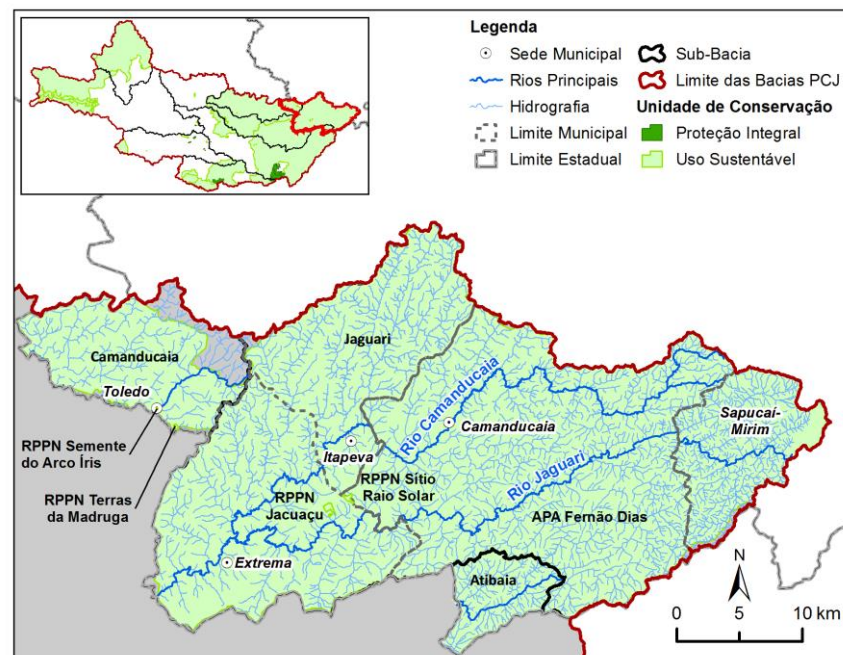 Legenda
Sede Municipal
Rios Principais
Hidrografia
Limite Municipal
Limite Estadual
Sub-Bacia
Limite das Bacias PCJ
Unidade de Conservação
Proteção Integral
Uso Sustentável
Camanducaia
Toledo
RPPN Semente
do Arco Íris
RPPN Terras
da Madruga
Jaguari
Rio Camanducaia
Camanducaia
Itapeva
RPPN Sítio
Raio Solar
RPPN
Jacuaçu
Extrema
Rio Jaguari
APA Fernão Dias
Sapucaí-
Mirim
Atibaia
N
0 5 10 km